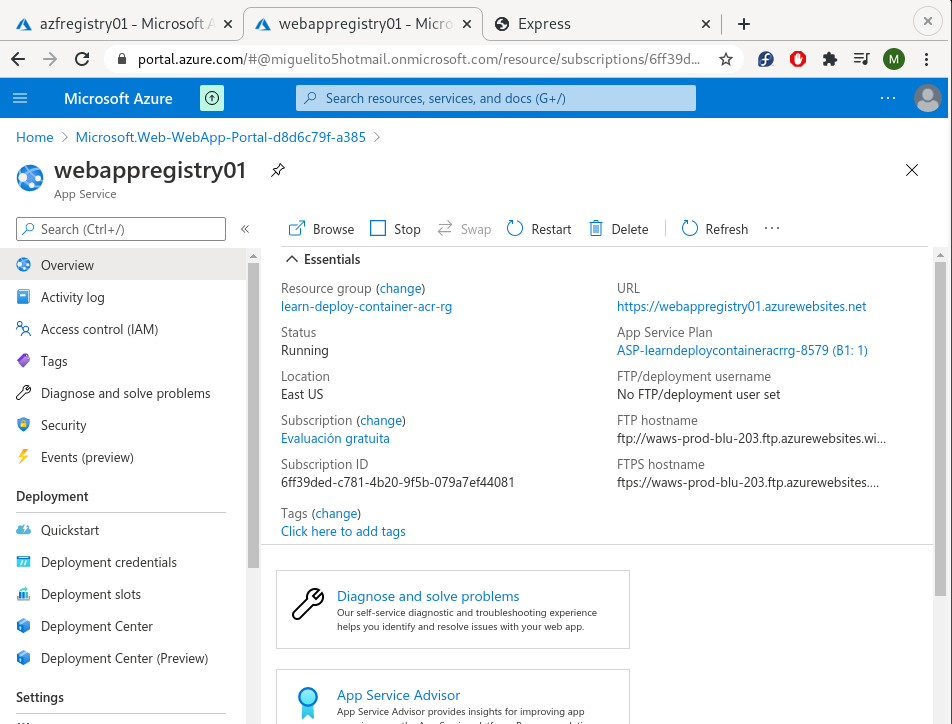 azfregistry01 - Microsoft A
webappregistry01 - Micro
Express
portal.azure.com/#@miguelito5hotmail.onmicrosoft.com/resource/subscriptions/6ff39d...
M
Microsoft Azure
Search resources, services, and docs (G+/)
Home
Microsoft.Web-WebApp-Portal-d8d6c79f-a385
webappregistry01
App Service
Search (Ctrl+/)
Overview
Activity log
Access control (IAM)
Tags
Diagnose and solve problems
Security
Events (preview)
Deployment
Quickstart
Deployment credentials
Deployment slots
Deployment Center
Deployment Center (Preview)
Settings
Browse Stop Swap Restart Delete Refresh ...
Essentials
Resource group (change)
learn-deploy-container-acr-rg
Status
Running
Location
East US
Subscription (change)
Evaluación gratuita
Subscription ID
6ff39ded-c781-4b20-9f5b-079a7ef44081
Tags (change)
Click here to add tags
URL
https://webappregistry01.azurewebsites.net
App Service Plan
ASP-learndeploycontaineracrrg-8579 (B1: 1)
FTP/deployment username
No FTP/deployment user set
FTP hostname
ftp://waws-prod-blu-203.ftp.azurewebsites.wi...
FTPS hostname
ftps://waws-prod-blu-203.ftp.azurewebsites....
Diagnose and solve problems
Our self-service diagnostic and troubleshooting experience
helps you identify and resolve issues with your web app.
App Service Advisor
App Service Advisor provides insights for improving app